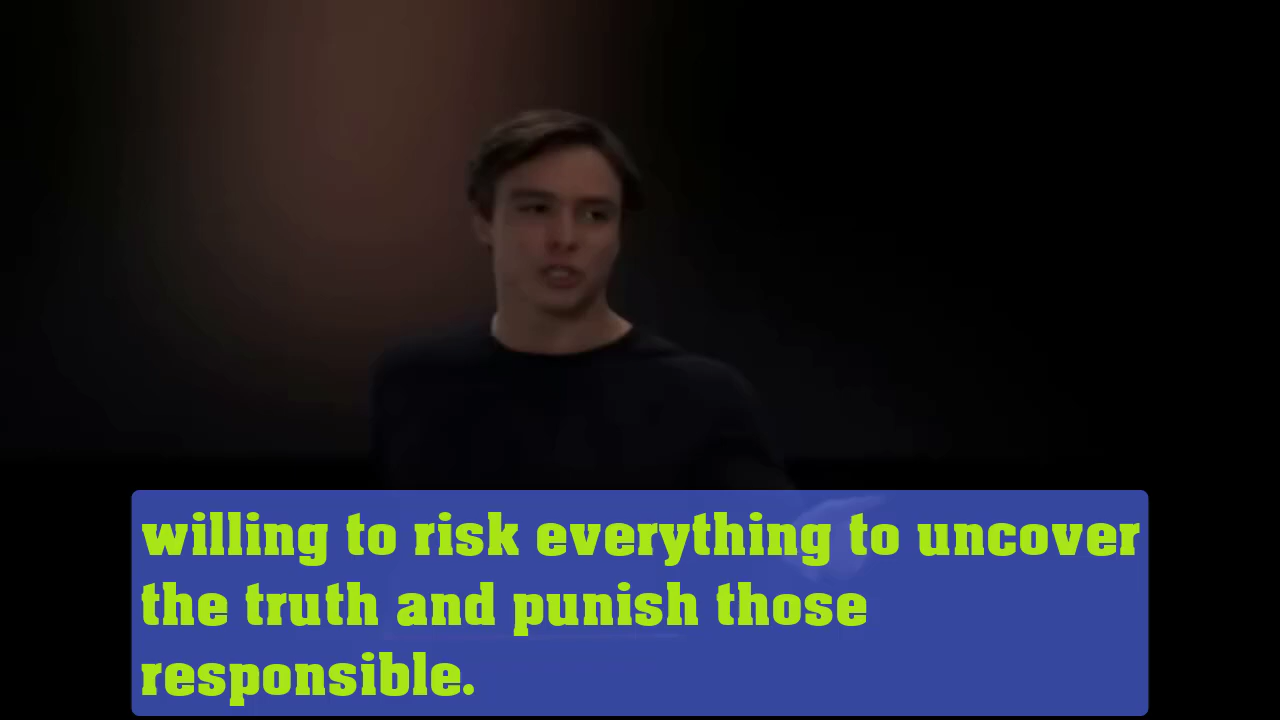 willing to risk everything to uncover
the truth and punish those
responsible.